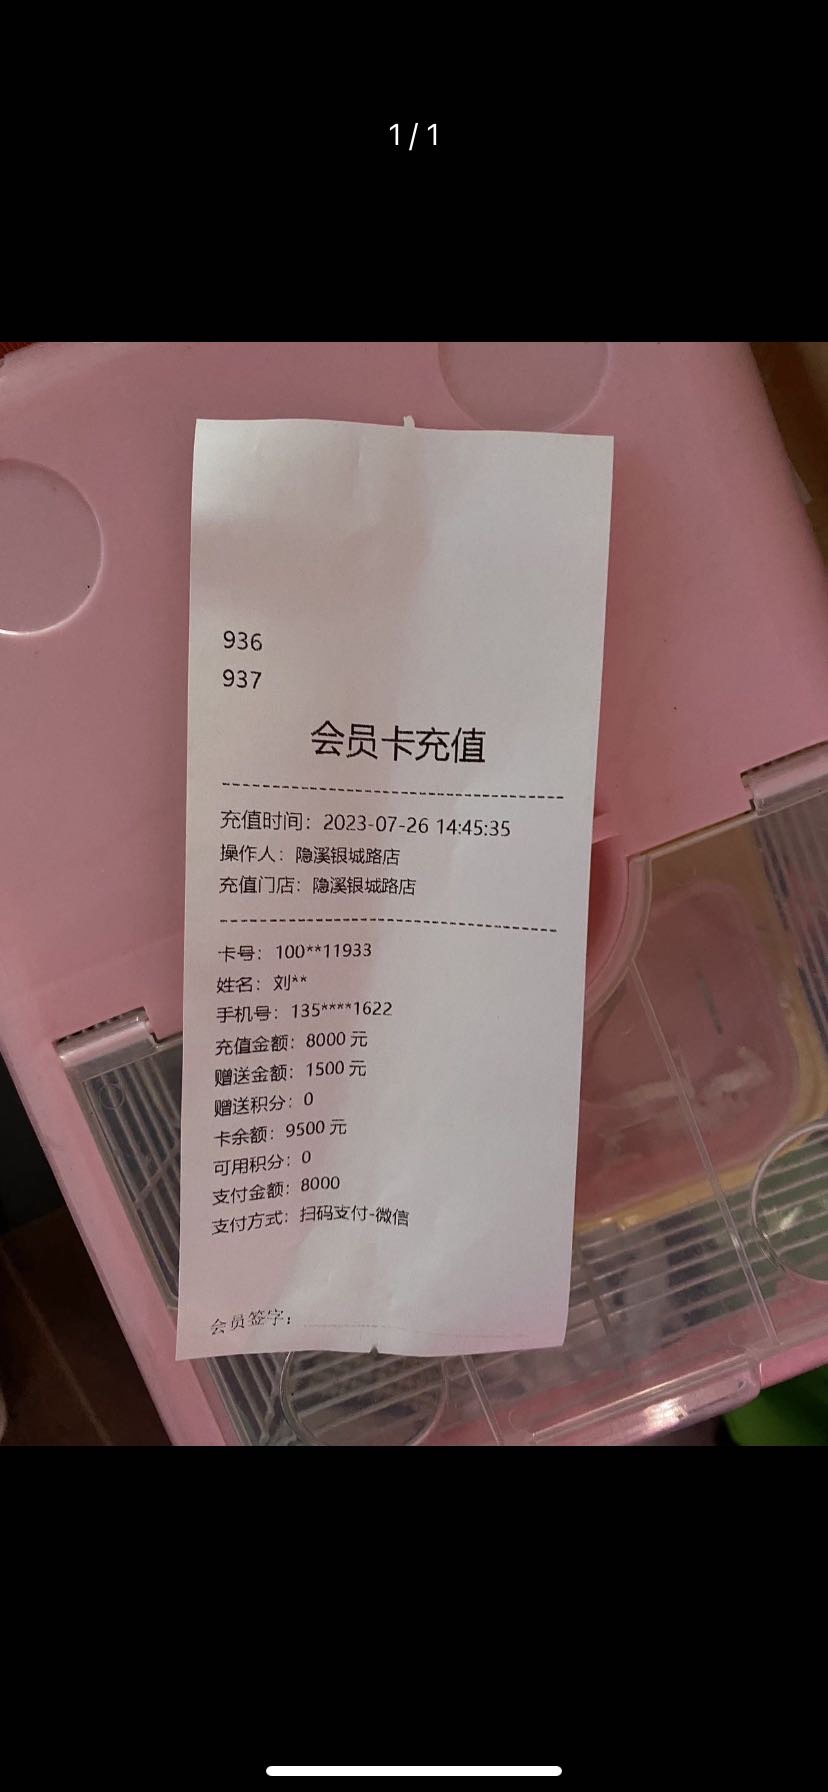 1/1
936
937
会员卡充值
充值时间：2023-07-26 14:45:35
操作人：隐溪银城路店
充值门店：隐溪银城路店
卡号：100**11933
姓名：刘**
手机号：135****1622
充值金额：8000 元
赠送金额：1500 元
赠送积分：0
卡余额：9500 元
可用积分：0
支付金额：8000
支付方式：扫码支付-微信
会员签字：